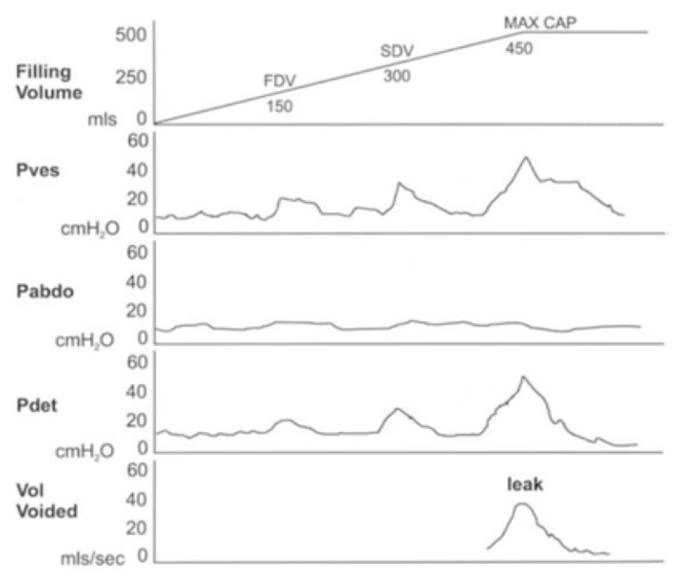 MAX CAP
500
SDV
450
Filling
Volume
250
FDV
300
150
mls
0
60
Pves
40
20
cmH₂O
0
60
Pabdo
40
20
cmH₂O
0
60
Pdet
40
20
cmH₂O
0
60
Vol
Voided
leak
40
20
mls/sec
0